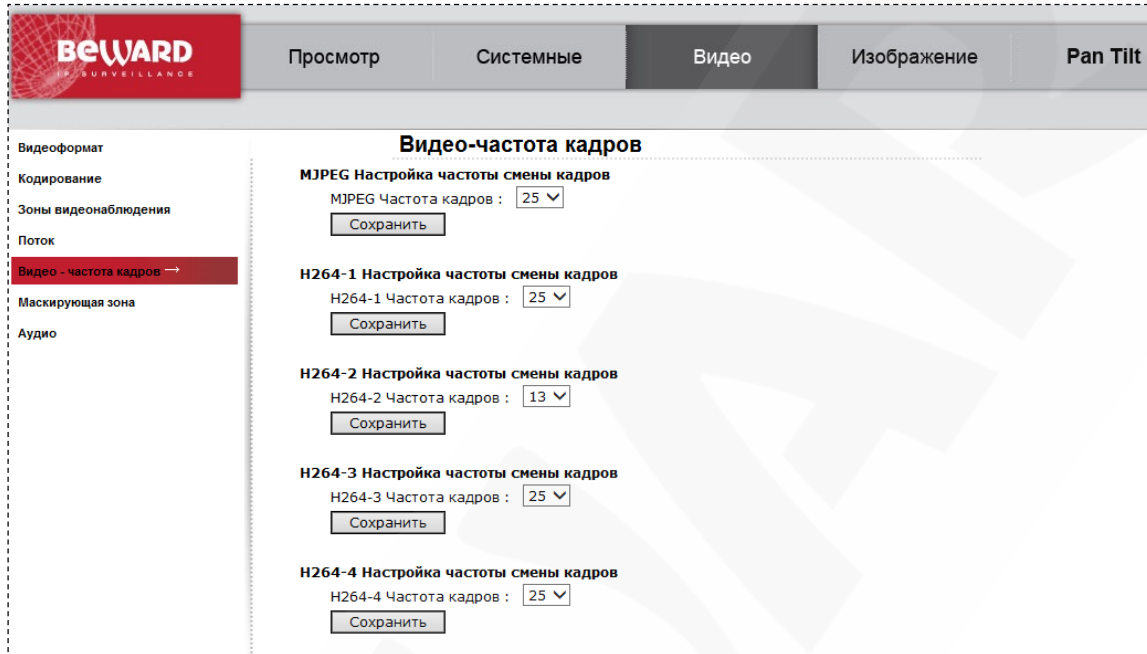 BEWARD
IP SURVEILLANCE
Просмотр
Системные
Видео
Изображение
Pan Tilt
Видеоформат
Кодирование
Зоны видеонаблюдения
Поток
Видео - частота кадров →
Маскирующая зона
Аудио
Видео-частота кадров
MJPEG Настройка частоты смены кадров
MJPEG Частота кадров : 25
Сохранить
H264-1 Настройка частоты смены кадров
H264-1 Частота кадров : 25
Сохранить
H264-2 Настройка частоты смены кадров
H264-2 Частота кадров : 13
Сохранить
H264-3 Настройка частоты смены кадров
H264-3 Частота кадров : 25
Сохранить
H264-4 Настройка частоты смены кадров
H264-4 Частота кадров : 25
Сохранить